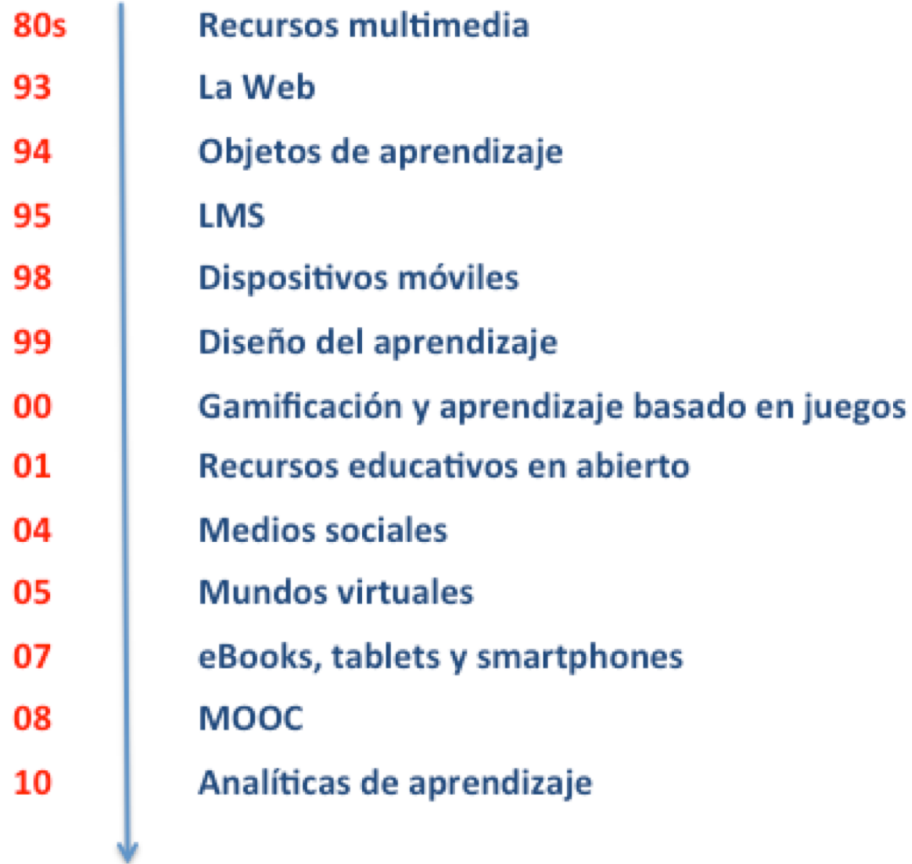 80s Recursos multimedia
93 La Web
94 Objetos de aprendizaje
95 LMS
98 Dispositivos móviles
99 Diseño del aprendizaje
00 Gamificación y aprendizaje basado en juegos
01 Recursos educativos en abierto
04 Medios sociales
05 Mundos virtuales
07 eBooks, tablets y smartphones
08 MOOC
10 Analíticas de aprendizaje